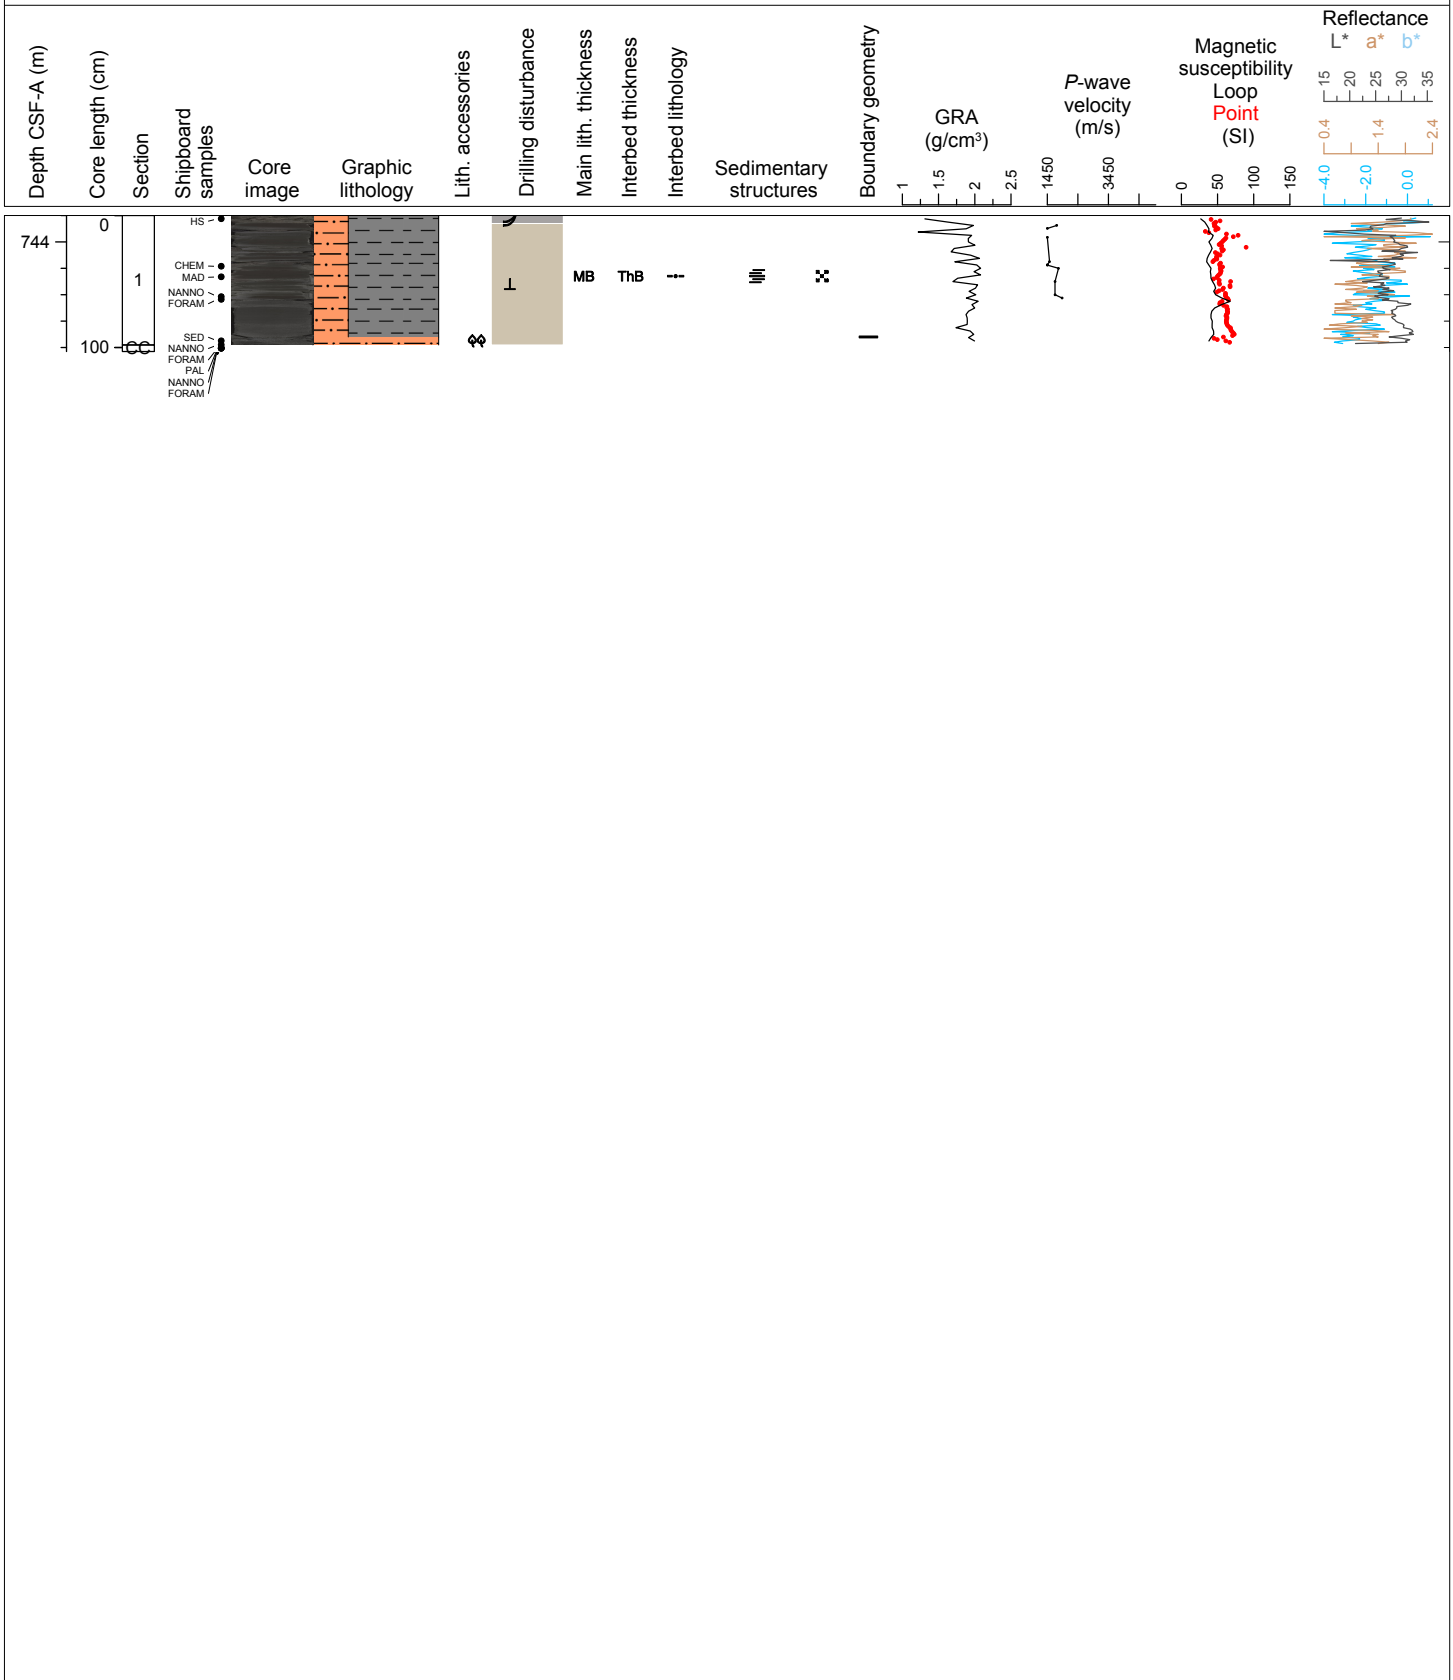 Depth CSF-A (m)
Core length (cm)
Section
Shipboard
samples
Core
image
Graphic
lithology
Lith. accessories
Drilling disturbance
Main lith. thickness
Interbed thickness
Interbed lithology
Sedimentary
structures
Boundary geometry
GRA
(g/cm³)
1 1.5 2 2.5
P-wave
velocity
(m/s)
1450 3450
Magnetic
susceptibility
Loop
Point
(SI)
0 50 100 150
Reflectance
L* a* b*
15 20 25 30 35
0.4 1.4 2.4
-4.0 -2.0 0.0
744
0
100
1
CC
HS
CHEM
MAD
NANNO
FORAM
SED
NANNO
FORAM
PAL
NANNO
FORAM
MB
ThB